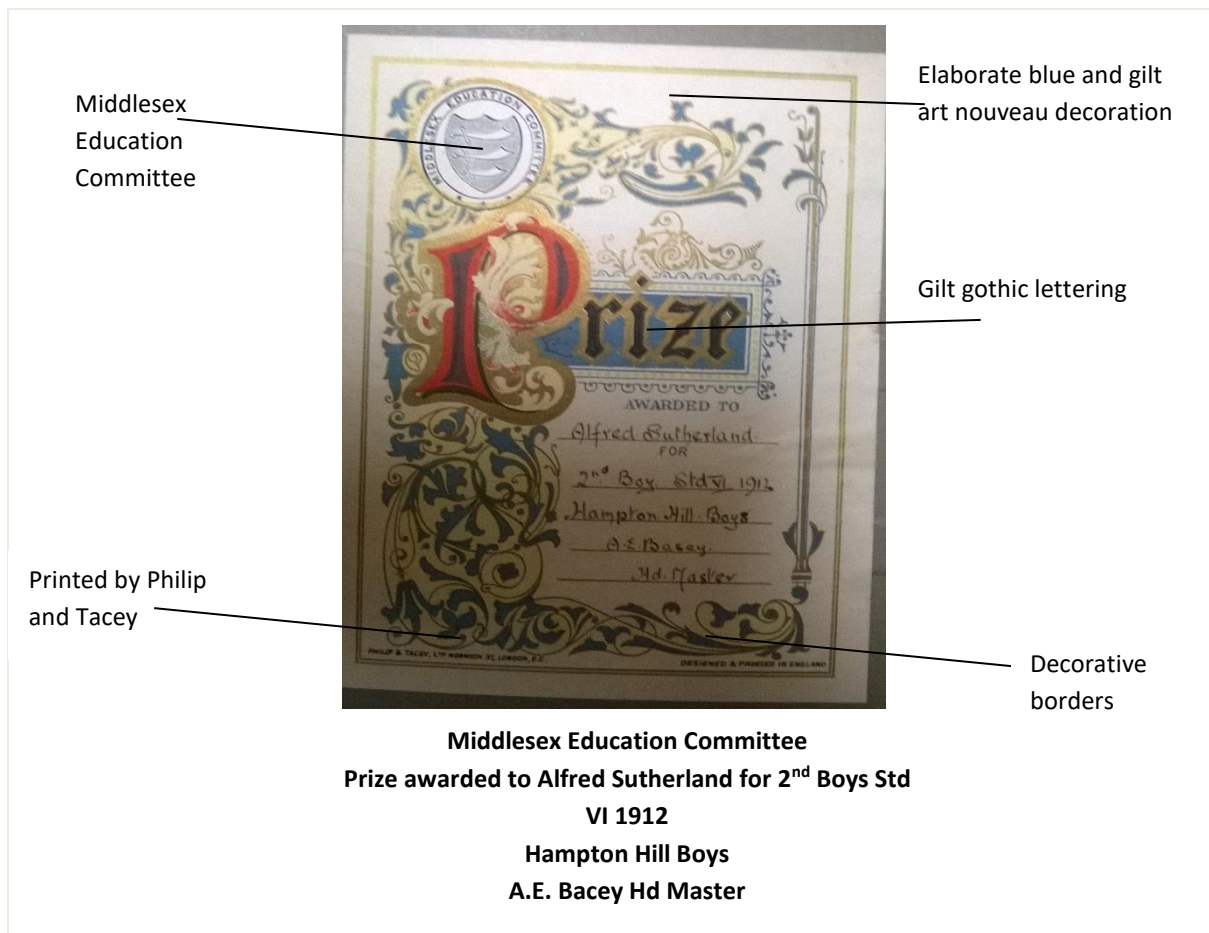 Middlesex
Education
Committee
Elaborate blue and gilt
art nouveau decoration
MIDDLESEX EDUCATION COMMITTEE
Prize
Gilt gothic lettering
AWARDED TO
Alfred Sutherland
FOR
2nd Boy Std VI 1912
Hampton Hill Boys
A.E. Bacey
Hd. Master
Printed by Philip
and Tacey
PHILIP & TACEY, LTD NORWICH ST, LONDON, E.C.
DESIGNED & PRINTED IN ENGLAND
Decorative
borders
Middlesex Education Committee
Prize awarded to Alfred Sutherland for 2nd Boys Std
VI 1912
Hampton Hill Boys
A.E. Bacey Hd Master